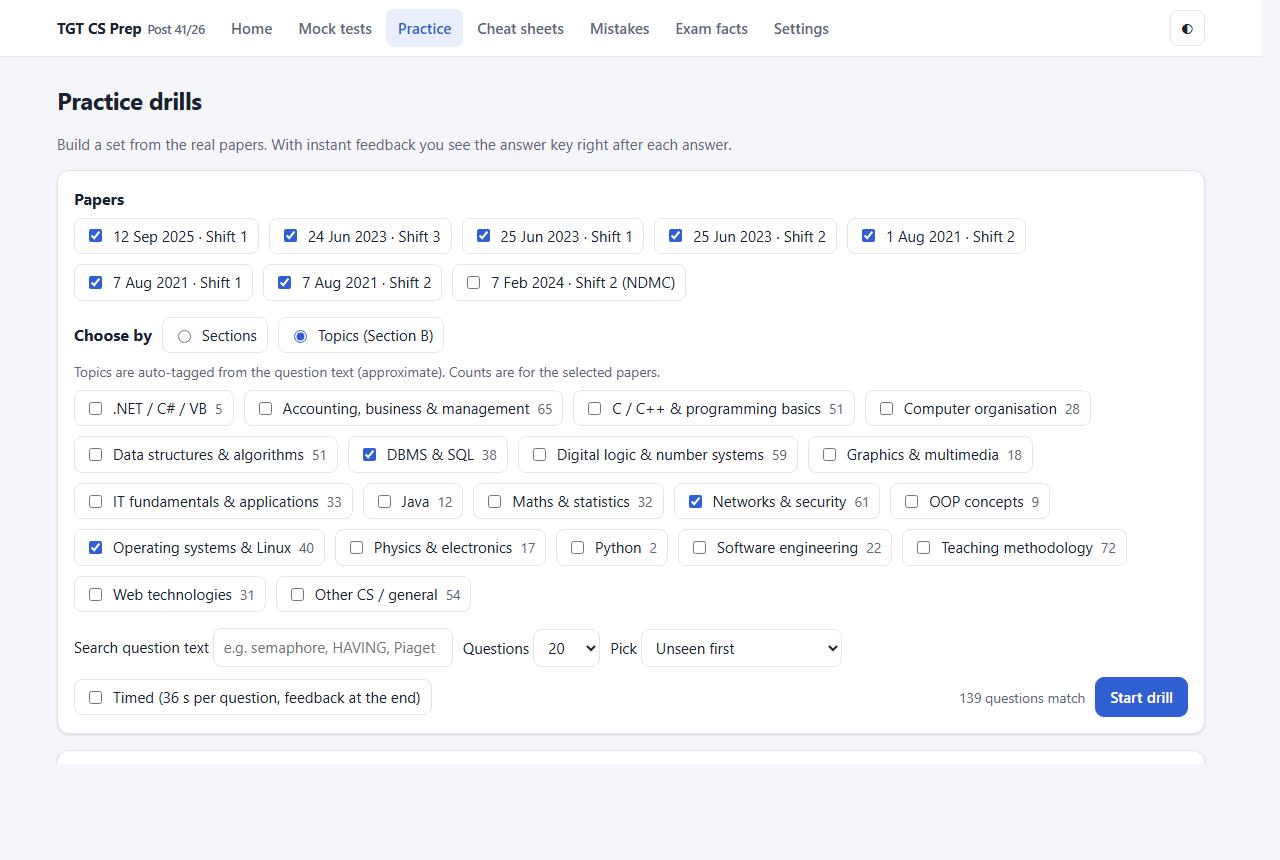 TGT CS Prep Post 41/26 Home Mock tests Practice Cheat sheets Mistakes Exam facts Settings
Practice drills
Build a set from the real papers. With instant feedback you see the answer key right after each answer.
Papers
12 Sep 2025 · Shift 1 24 Jun 2023 · Shift 3 25 Jun 2023 · Shift 1 25 Jun 2023 · Shift 2 1 Aug 2021 · Shift 2
7 Aug 2021 · Shift 1 7 Aug 2021 · Shift 2 7 Feb 2024 · Shift 2 (NDMC)
Choose by Sections Topics (Section B)
Topics are auto-tagged from the question text (approximate). Counts are for the selected papers.
.NET / C# / VB 5 Accounting, business & management 65 C / C++ & programming basics 51 Computer organisation 28
Data structures & algorithms 51 DBMS & SQL 38 Digital logic & number systems 59 Graphics & multimedia 18
IT fundamentals & applications 33 Java 12 Maths & statistics 32 Networks & security 61 OOP concepts 9
Operating systems & Linux 40 Physics & electronics 17 Python 2 Software engineering 22 Teaching methodology 72
Web technologies 31 Other CS / general 54
Search question text e.g. semaphore, HAVING, Piaget Questions 20 Pick Unseen first
Timed (36 s per question, feedback at the end) 139 questions match Start drill